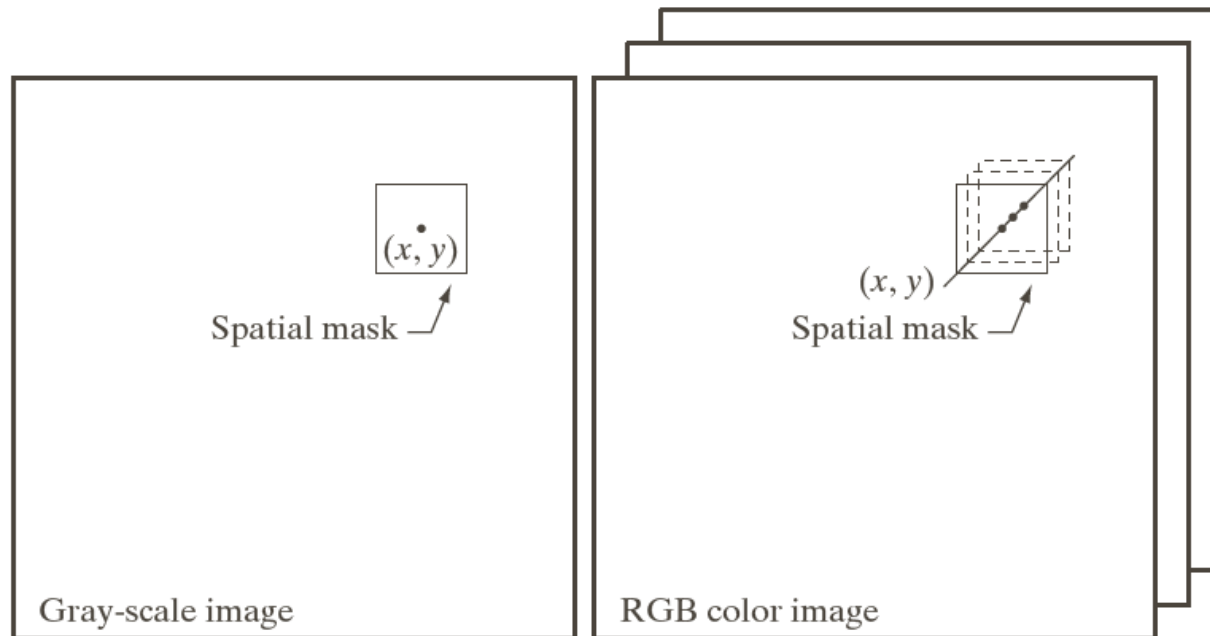 (x, y)
Spatial mask
Gray-scale image
(x, y)
Spatial mask
RGB color image